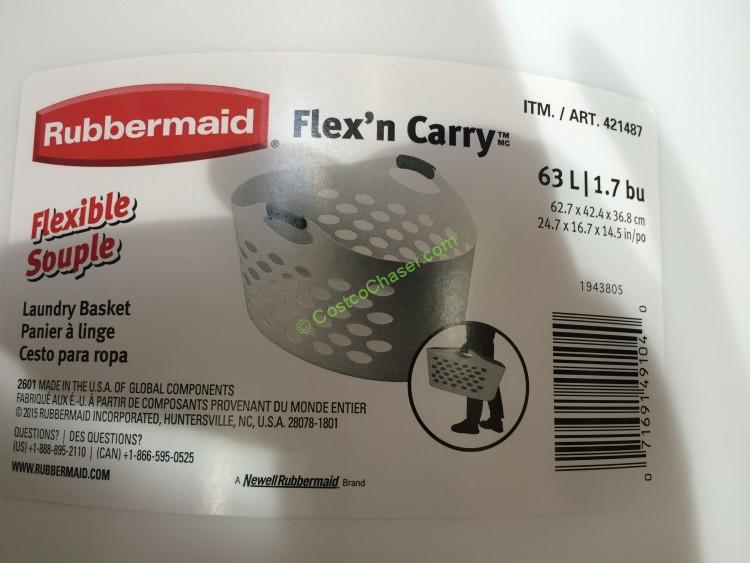 Rubbermaid®
Flex'n Carry™ MC
ITM. / ART. 421487
63 L | 1.7 bu
62.7 x 42.4 x 36.8 cm
24.7 x 16.7 x 14.5 in/po
Flexible
Souple
© CostcoChaser.com
1943805
Laundry Basket
Panier à linge
Cesto para ropa
2601 MADE IN THE U.S.A. OF GLOBAL COMPONENTS
FABRIQUÉ AUX É.-U. À PARTIR DE COMPOSANTS PROVENANT DU MONDE ENTIER
© 2015 RUBBERMAID INCORPORATED, HUNTERSVILLE, NC, U.S.A. 28078-1801
QUESTIONS? | DES QUESTIONS?
(US) +1-888-895-2110 | (CAN) +1-866-595-0525
WWW.RUBBERMAID.COM
A NewellRubbermaid Brand
0 71691 49104 0